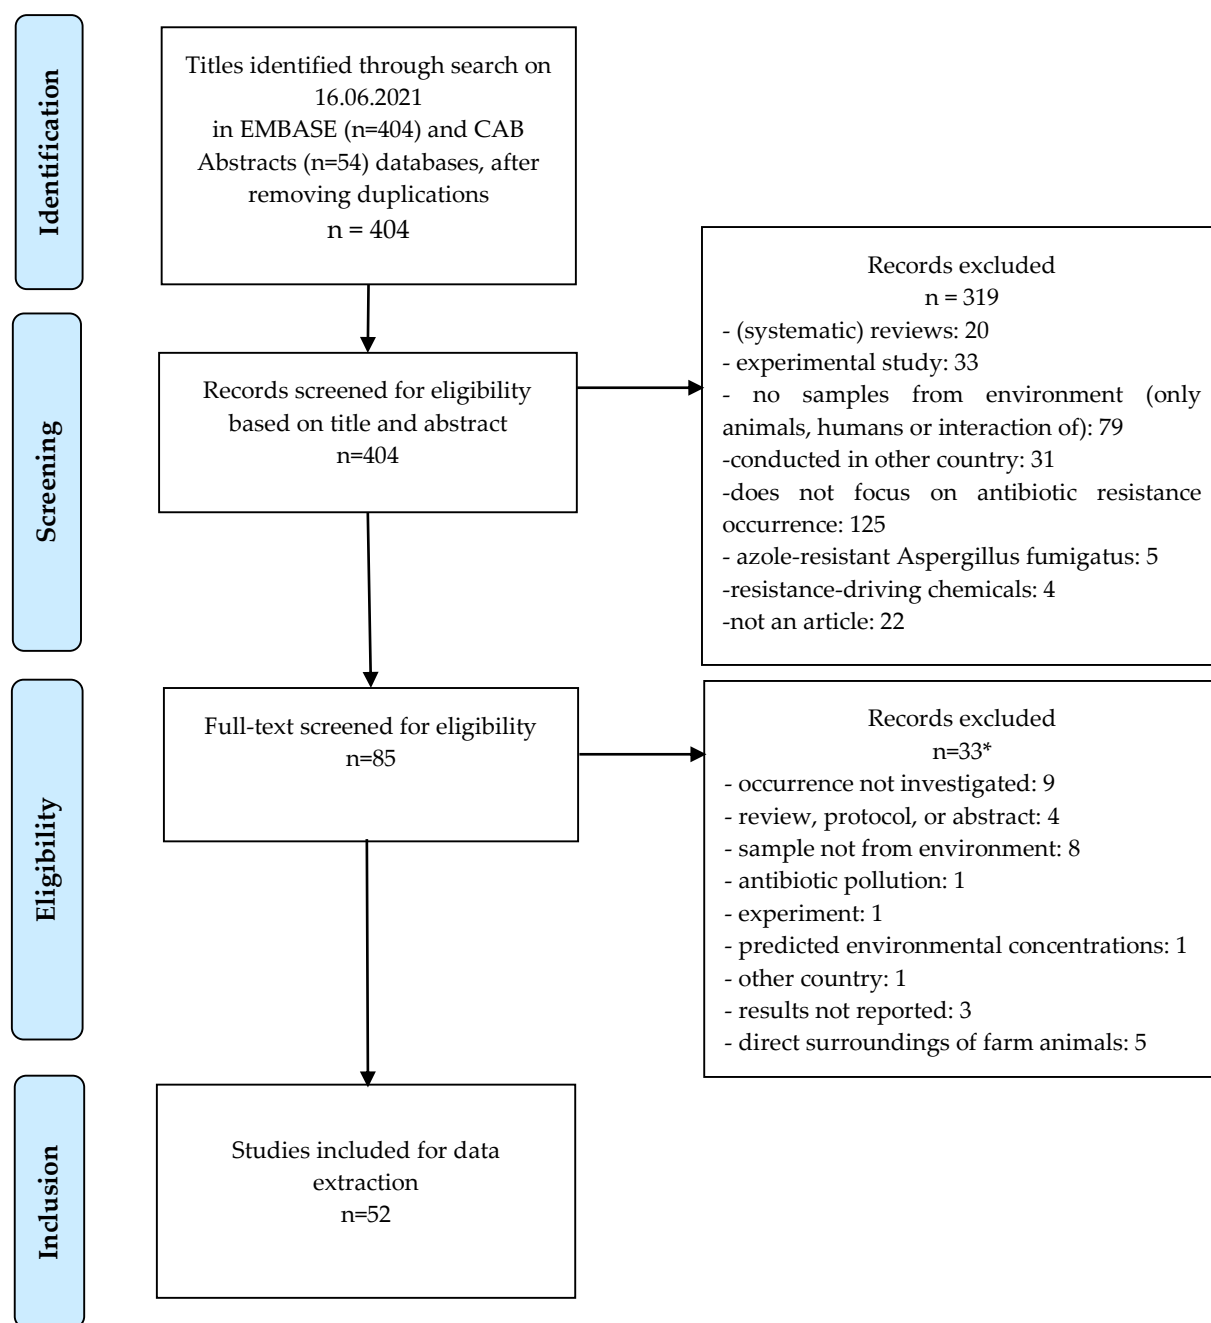 Identification
Titles identified through search on
16.06.2021
in EMBASE (n=404) and CAB
Abstracts (n=54) databases, after
removing duplications
n = 404
Screening
Records screened for eligibility
based on title and abstract
n=404
Records excluded
n = 319
- (systematic) reviews: 20
- experimental study: 33
- no samples from environment (only
animals, humans or interaction of): 79
-conducted in other country: 31
-does not focus on antibiotic resistance
occurrence: 125
- azole-resistant Aspergillus fumigatus: 5
-resistance-driving chemicals: 4
-not an article: 22
Eligibility
Full-text screened for eligibility
n=85
Records excluded
n=33*
- occurrence not investigated: 9
- review, protocol, or abstract: 4
- sample not from environment: 8
- antibiotic pollution: 1
- experiment: 1
- predicted environmental concentrations: 1
- other country: 1
- results not reported: 3
- direct surroundings of farm animals: 5
Inclusion
Studies included for data
extraction
n=52